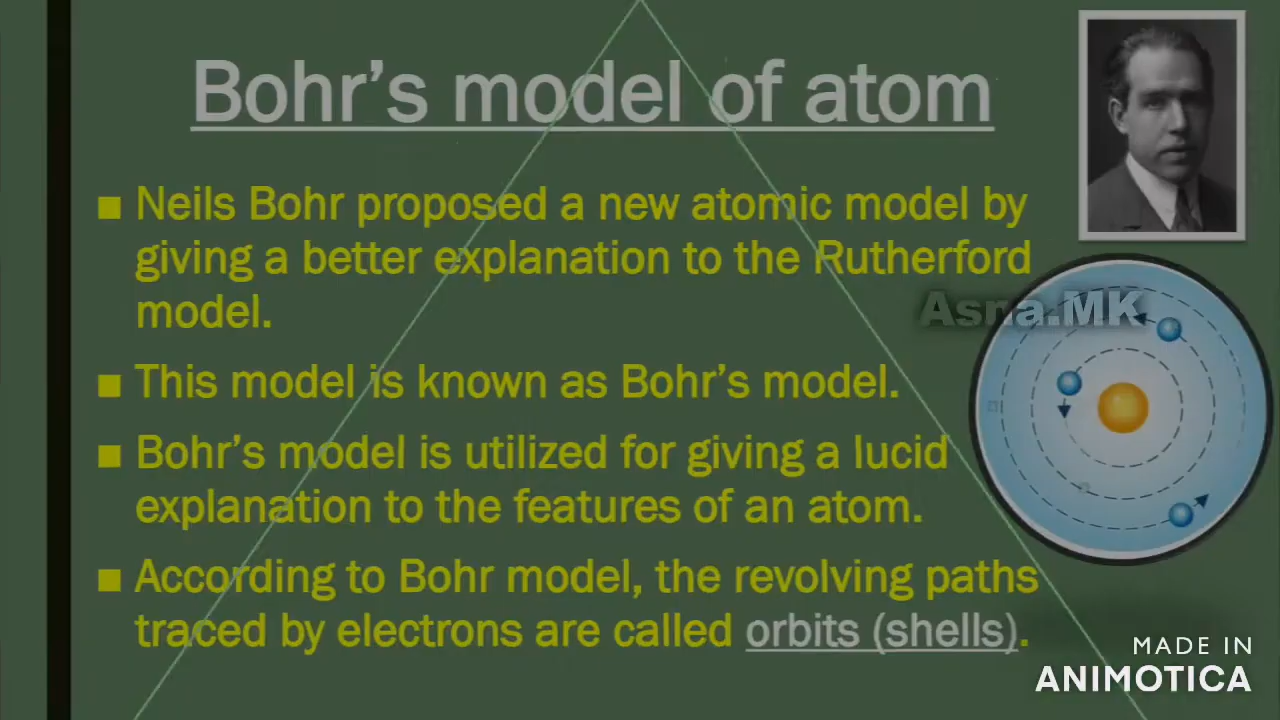 Bohr’s model of atom
■ Neils Bohr proposed a new atomic model by
giving a better explanation to the Rutherford
model.
Asna.MK
■ This model is known as Bohr’s model.
■ Bohr’s model is utilized for giving a lucid
explanation to the features of an atom.
■ According to Bohr model, the revolving paths
traced by electrons are called orbits (shells).
MADE IN
ANIMOTICA